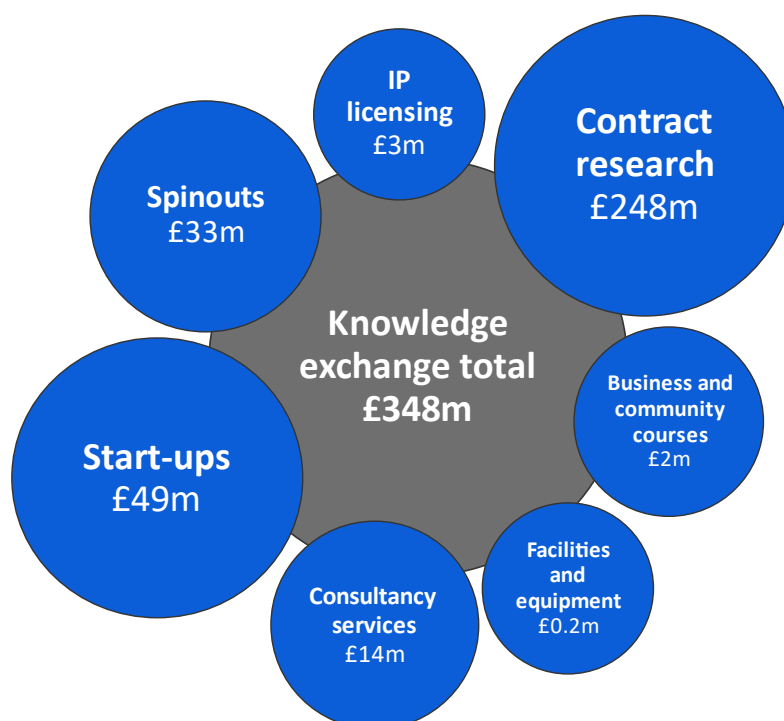 IP
licensing
£3m
Contract
research
£248m
Spinouts
£33m
Knowledge
exchange total
£348m
Business and
community
courses
£2m
Start-ups
£49m
Facilities
and
equipment
£0.2m
Consultancy
services
£14m